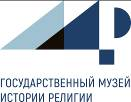 ГОСУДАРСТВЕННЫЙ МУЗЕЙ
ИСТОРИИ РЕЛИГИИ